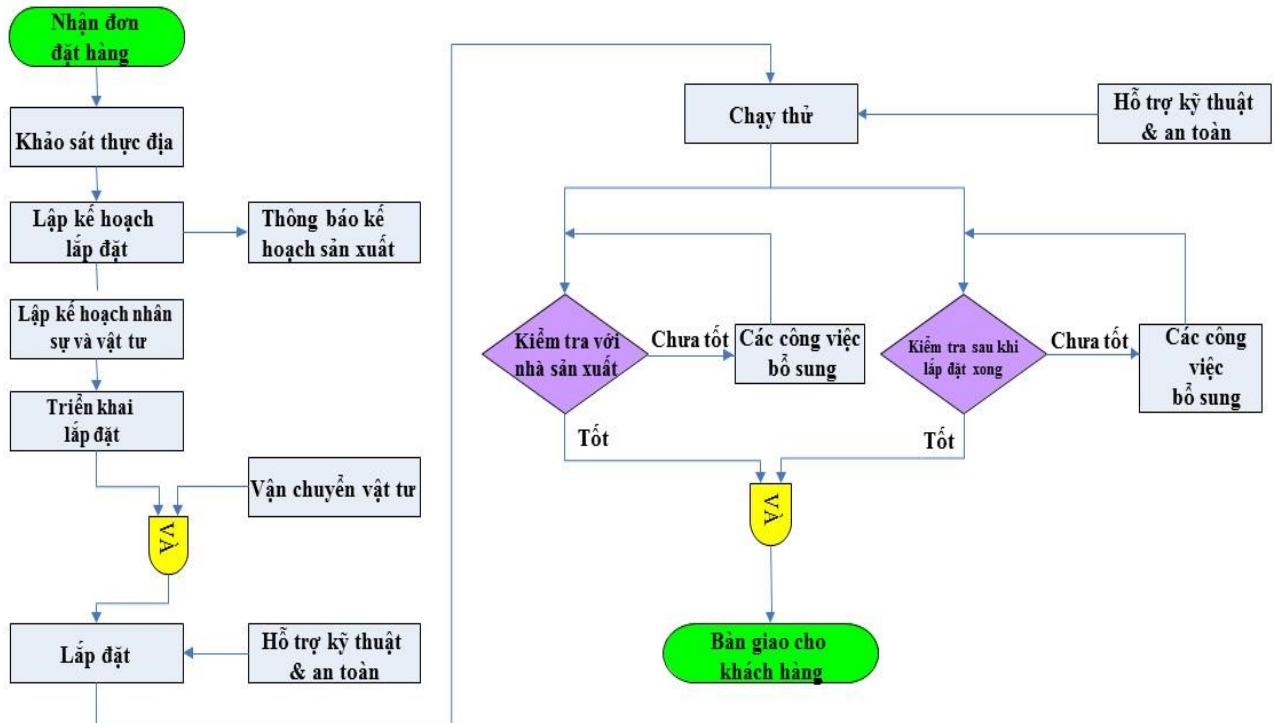 Nhận đơn
đặt hàng
Khảo sát thực địa
Lập kế hoạch
lắp đặt
Thông báo kế
hoạch sản xuất
Lập kế hoạch nhân
sự và vật tư
Triển khai
lắp đặt
Vận chuyển vật tư
VÀ
Lắp đặt
Hỗ trợ kỹ thuật
& an toàn
Chạy thử
Hỗ trợ kỹ thuật
& an toàn
Kiểm tra với
nhà sản xuất
Chưa tốt
Các công việc
bổ sung
Kiểm tra sau khi
lắp đặt xong
Chưa tốt
Các công
việc
bổ sung
Tốt
Tốt
VÀ
Bàn giao cho
khách hàng